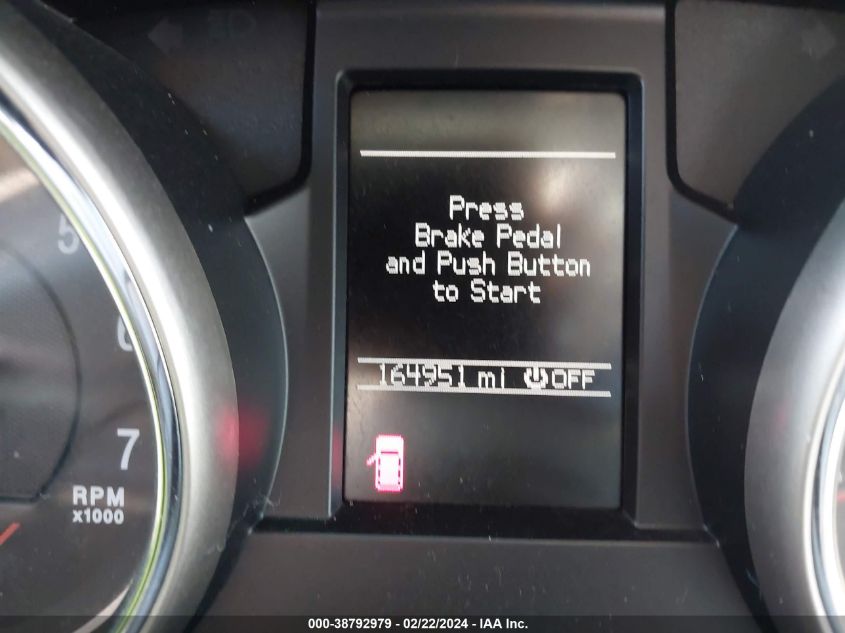 Press
Brake Pedal
and Push Button
to Start
164951 mi OFF
5
6
7
RPM
x1000
000-38792979 - 02/22/2024 - IAA Inc.